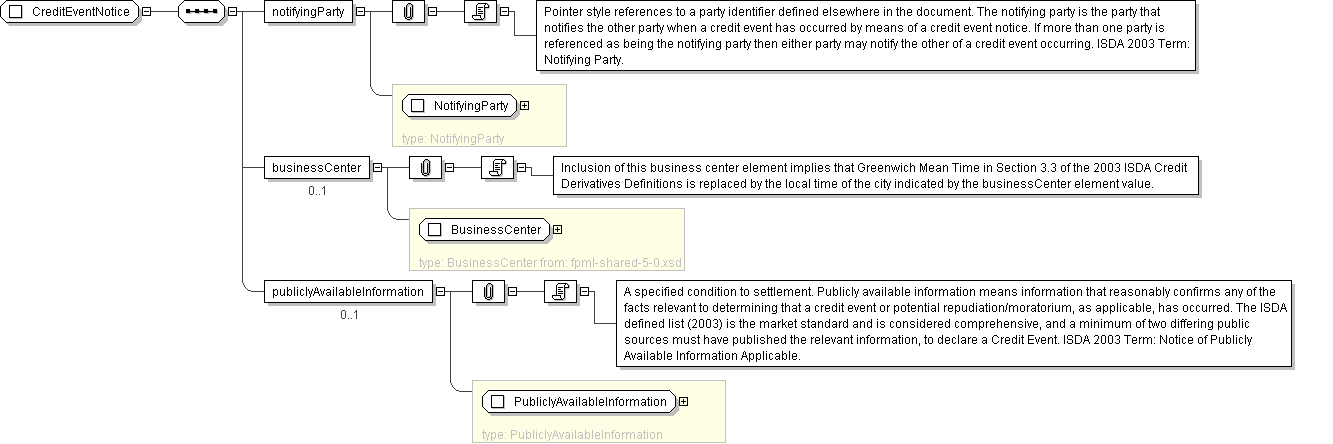 CreditEventNotice
notifyingParty
Pointer style references to a party identifier defined elsewhere in the document. The notifying party is the party that
notifies the other party when a credit event has occurred by means of a credit event notice. If more than one party is
referenced as being the notifying party then either party may notify the other of a credit event occurring. ISDA 2003 Term:
Notifying Party.
NotifyingParty
type: NotifyingParty
businessCenter
0..1
Inclusion of this business center element implies that Greenwich Mean Time in Section 3.3 of the 2003 ISDA Credit
Derivatives Definitions is replaced by the local time of the city indicated by the businessCenter element value.
BusinessCenter
type: BusinessCenter from: fpml-shared-5-0.xsd
publiclyAvailableInformation
0..1
A specified condition to settlement. Publicly available information means information that reasonably confirms any of the
facts relevant to determining that a credit event or potential repudiation/moratorium, as applicable, has occurred. The ISDA
defined list (2003) is the market standard and is considered comprehensive, and a minimum of two differing public
sources must have published the relevant information, to declare a Credit Event. ISDA 2003 Term: Notice of Publicly
Available Information Applicable.
PubliclyAvailableInformation
type: PubliclyAvailableInformation